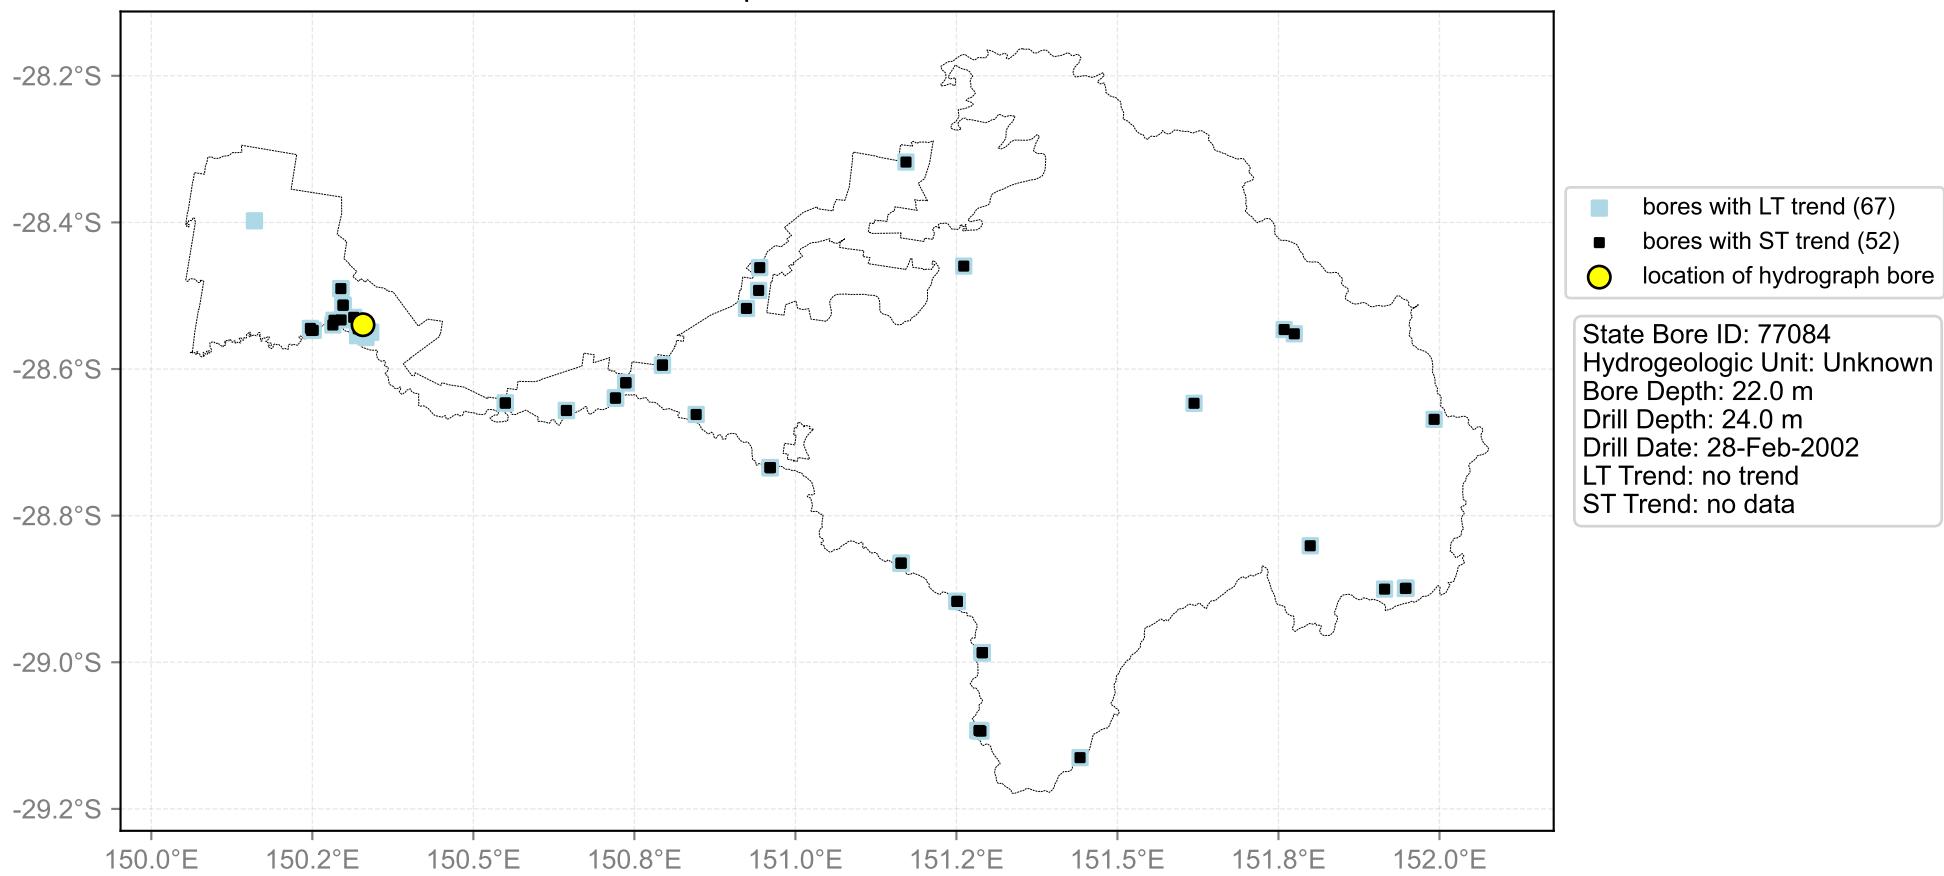 -28.2°S
-28.4°S
-28.6°S
-28.8°S
-29.0°S
-29.2°S
150.0°E
150.2°E
150.5°E
150.8°E
151.0°E
151.2°E
151.5°E
151.8°E
152.0°E
bores with LT trend (67)
bores with ST trend (52)
location of hydrograph bore
State Bore ID: 77084
Hydrogeologic Unit: Unknown
Bore Depth: 22.0 m
Drill Depth: 24.0 m
Drill Date: 28-Feb-2002
LT Trend: no trend
ST Trend: no data